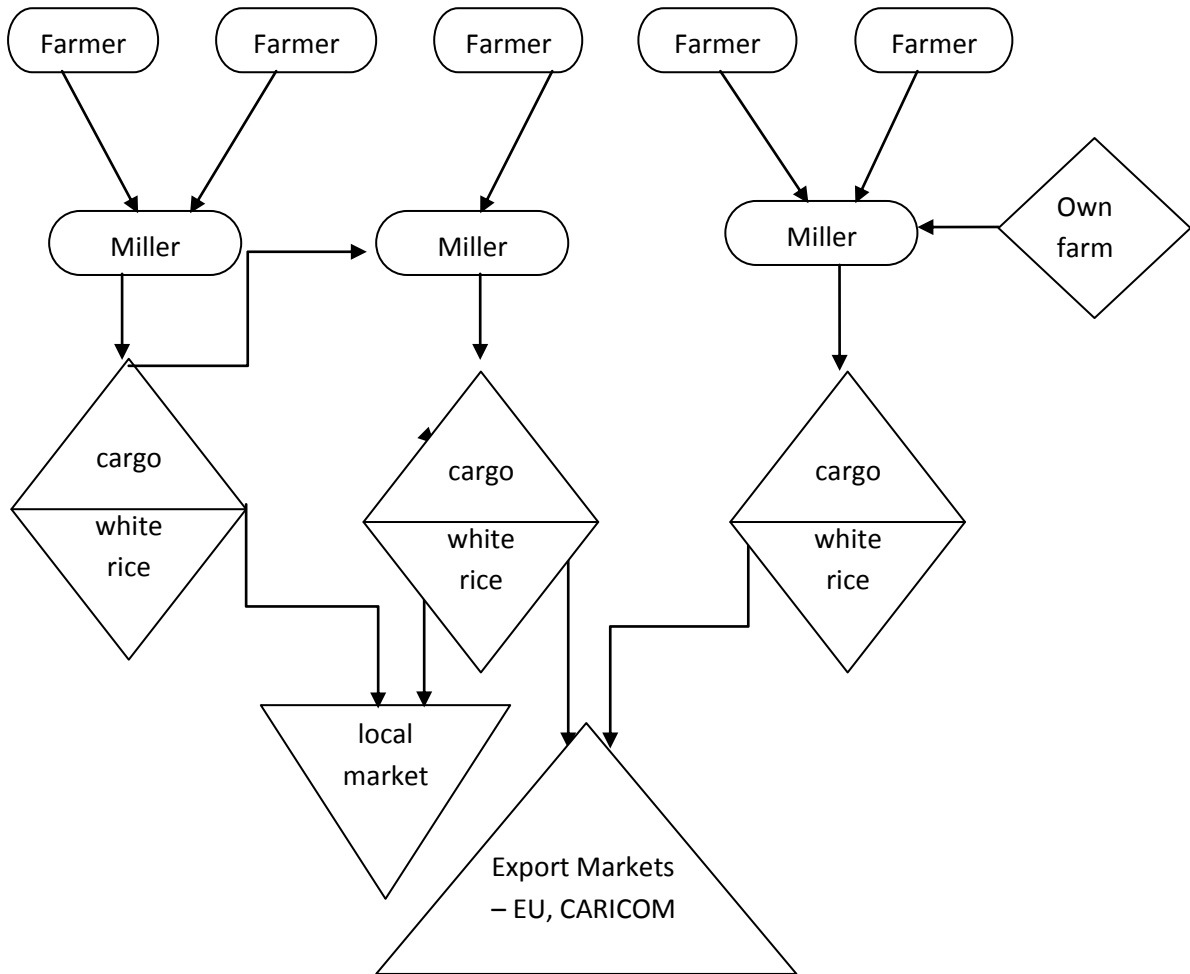 Farmer
Farmer
Farmer
Farmer
Farmer
Miller
Miller
Miller
Own
farm
cargo
white
rice
cargo
white
rice
cargo
white
rice
local
market
Export Markets
– EU, CARICOM